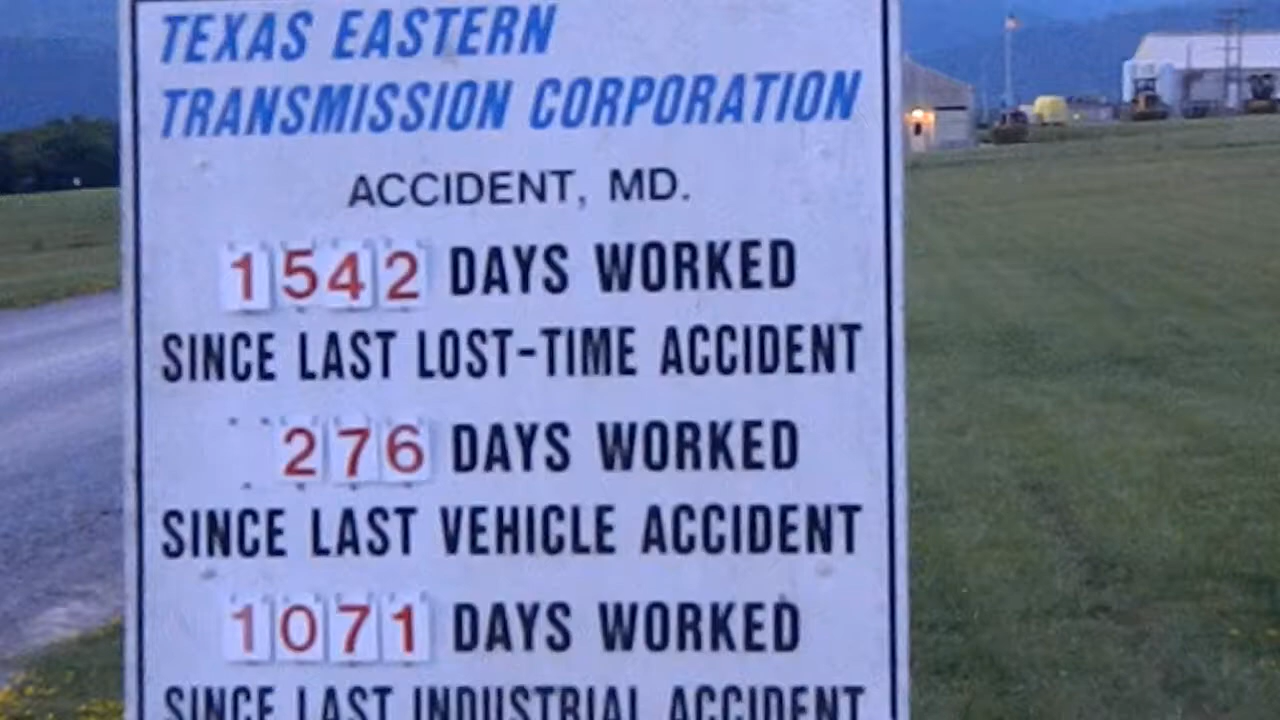 TEXAS EASTERN
TRANSMISSION CORPORATION
ACCIDENT, MD.
1542 DAYS WORKED
SINCE LAST LOST-TIME ACCIDENT
276 DAYS WORKED
SINCE LAST VEHICLE ACCIDENT
1071 DAYS WORKED
SINCE LAST INDUSTRIAL ACCIDENT